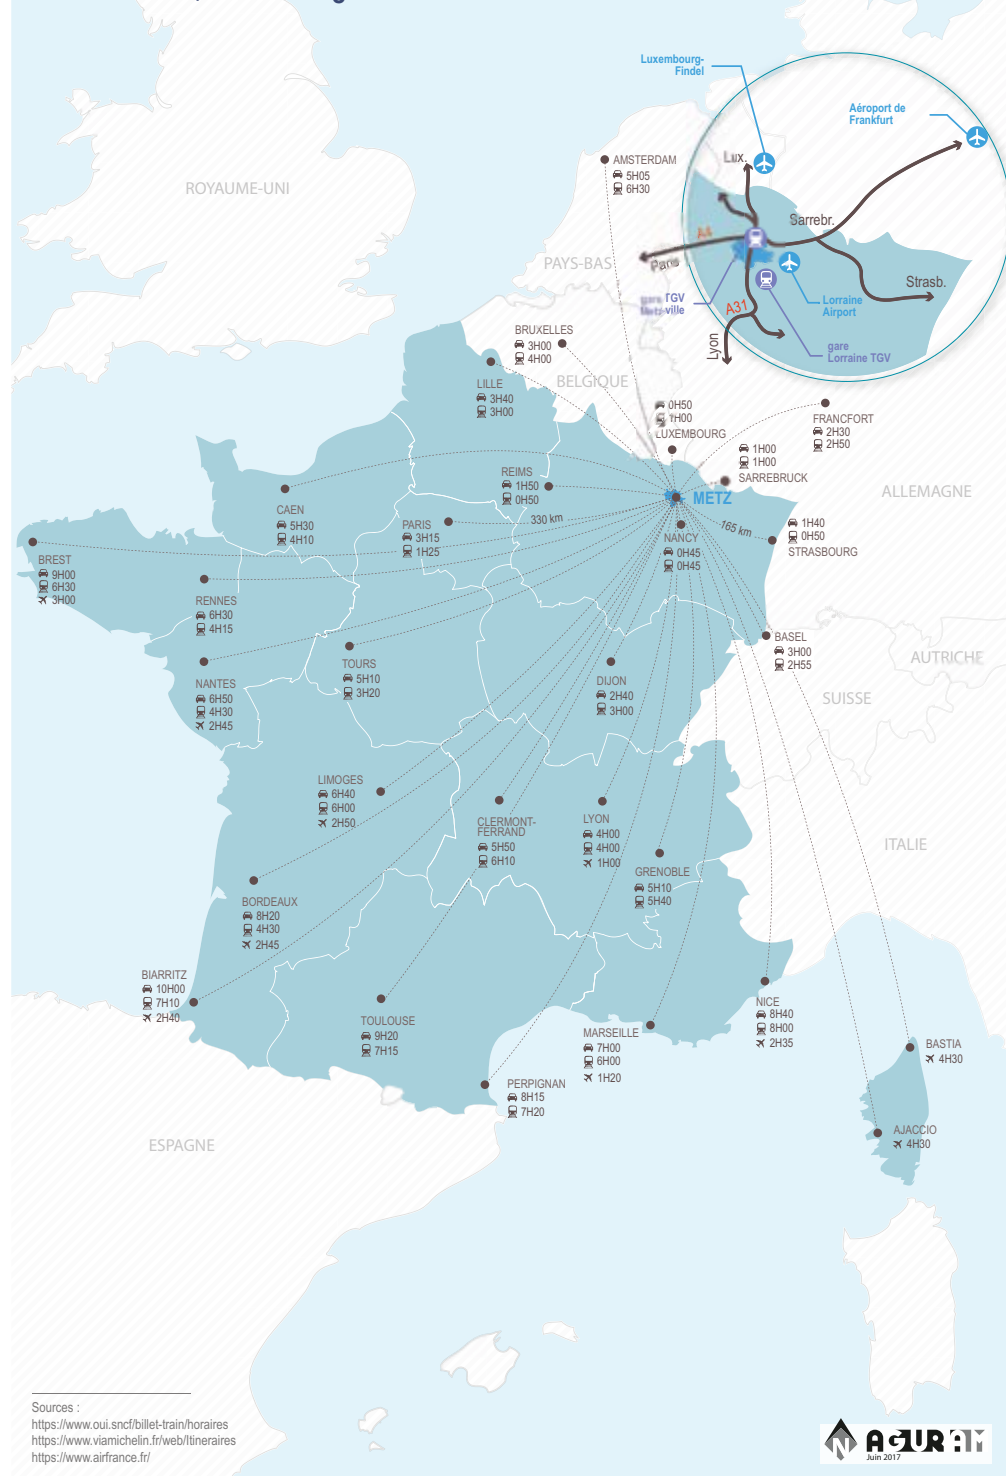 Luxembourg-
Findel
Aéroport de
Frankfurt
Lux.
Sarrebr.
A4
Paris
Strasb.
gare TGV
Metz-ville
A31
Lorraine
Airport
Lyon
gare
Lorraine TGV
ROYAUME-UNI
AMSTERDAM
5H05
6H30
PAYS-BAS
BRUXELLES
3H00
4H00
BELGIQUE
LILLE
3H40
3H00
0H50
1H00
LUXEMBOURG
FRANCFORT
2H30
2H50
1H00
1H00
SARREBRUCK
ALLEMAGNE
REIMS
1H50
0H50
METZ
CAEN
5H30
4H10
PARIS
3H15
1H25
330 km
165 km
NANCY
0H45
0H45
1H40
0H50
STRASBOURG
BREST
9H00
6H30
3H00
RENNES
6H30
4H15
BASEL
3H00
2H55
AUTRICHE
SUISSE
TOURS
5H10
3H20
NANTES
6H50
4H30
2H45
DIJON
2H40
3H00
LIMOGES
6H40
6H00
2H50
CLERMONT-
FERRAND
5H50
6H10
LYON
4H00
4H00
1H00
ITALIE
GRENOBLE
5H10
5H40
BORDEAUX
8H20
4H30
2H45
BIARRITZ
10H00
7H10
2H40
TOULOUSE
9H20
7H15
MARSEILLE
7H00
6H00
1H20
NICE
8H40
8H00
2H35
BASTIA
4H30
PERPIGNAN
8H15
7H20
AJACCIO
4H30
ESPAGNE
Sources :
https://www.oui.sncf/billet-train/horaires
https://www.viamichelin.fr/web/Itineraires
https://www.airfrance.fr/
N
AGURAM
Juin 2017